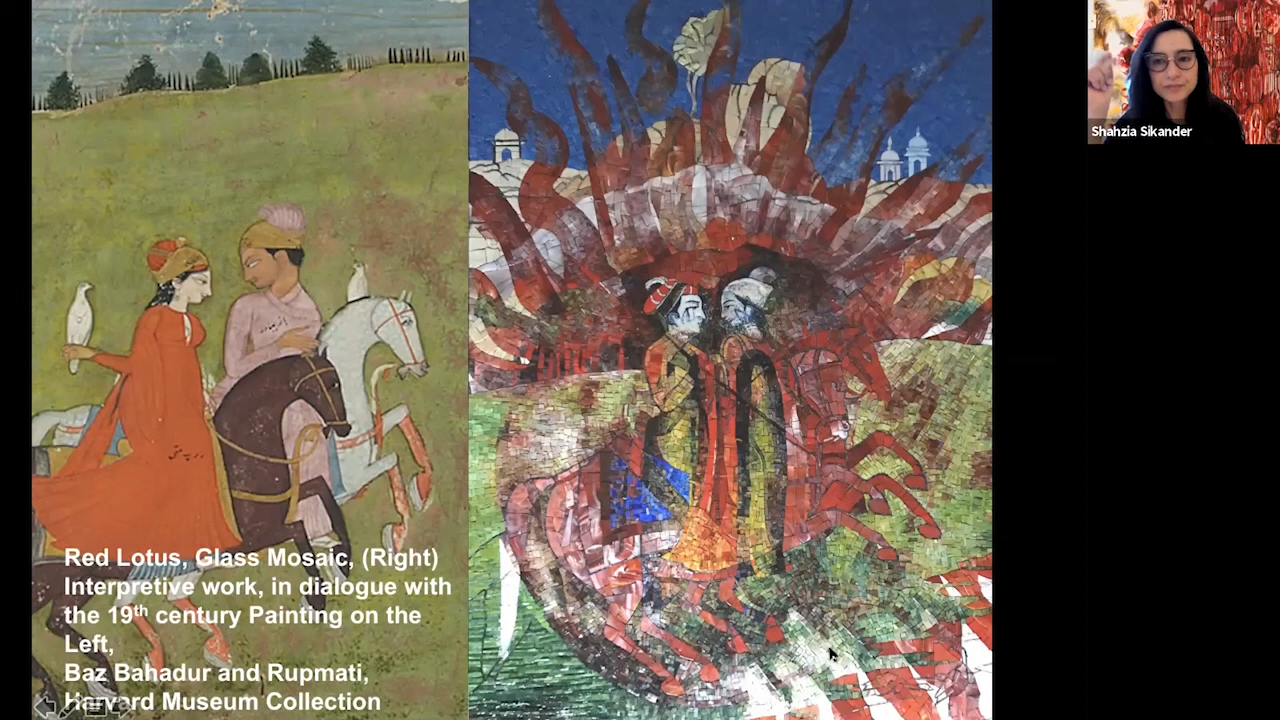 Shahzia Sikander
Red Lotus, Glass Mosaic, (Right)
Interpretive work, in dialogue with
the 19th century Painting on the
Left,
Baz Bahadur and Rupmati,
Harvard Museum Collection